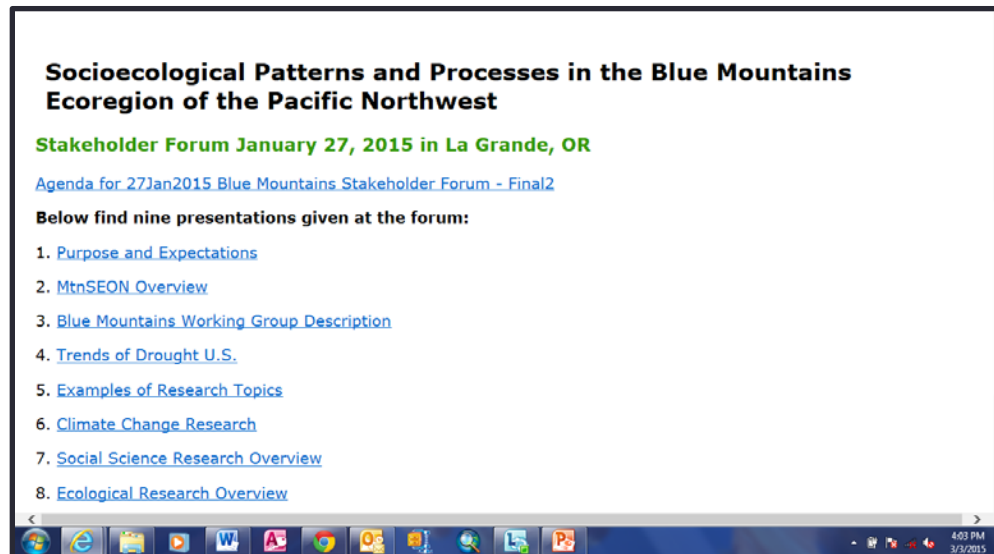 Socioecological Patterns and Processes in the Blue Mountains
Ecoregion of the Pacific Northwest
Stakeholder Forum January 27, 2015 in La Grande, OR
Agenda for 27Jan2015 Blue Mountains Stakeholder Forum - Final2
Below find nine presentations given at the forum:
1. Purpose and Expectations
2. MtnSEON Overview
3. Blue Mountains Working Group Description
4. Trends of Drought U.S.
5. Examples of Research Topics
6. Climate Change Research
7. Social Science Research Overview
8. Ecological Research Overview
4:03 PM
3/3/2015